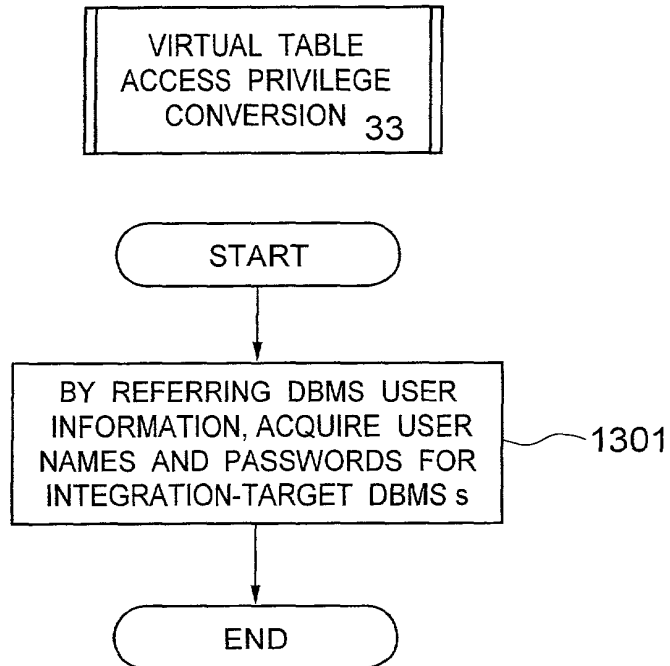 VIRTUAL TABLE
ACCESS PRIVILEGE
CONVERSION 33
START
BY REFERRING DBMS USER
INFORMATION, ACQUIRE USER
NAMES AND PASSWORDS FOR
INTEGRATION-TARGET DBMS s
1301
END